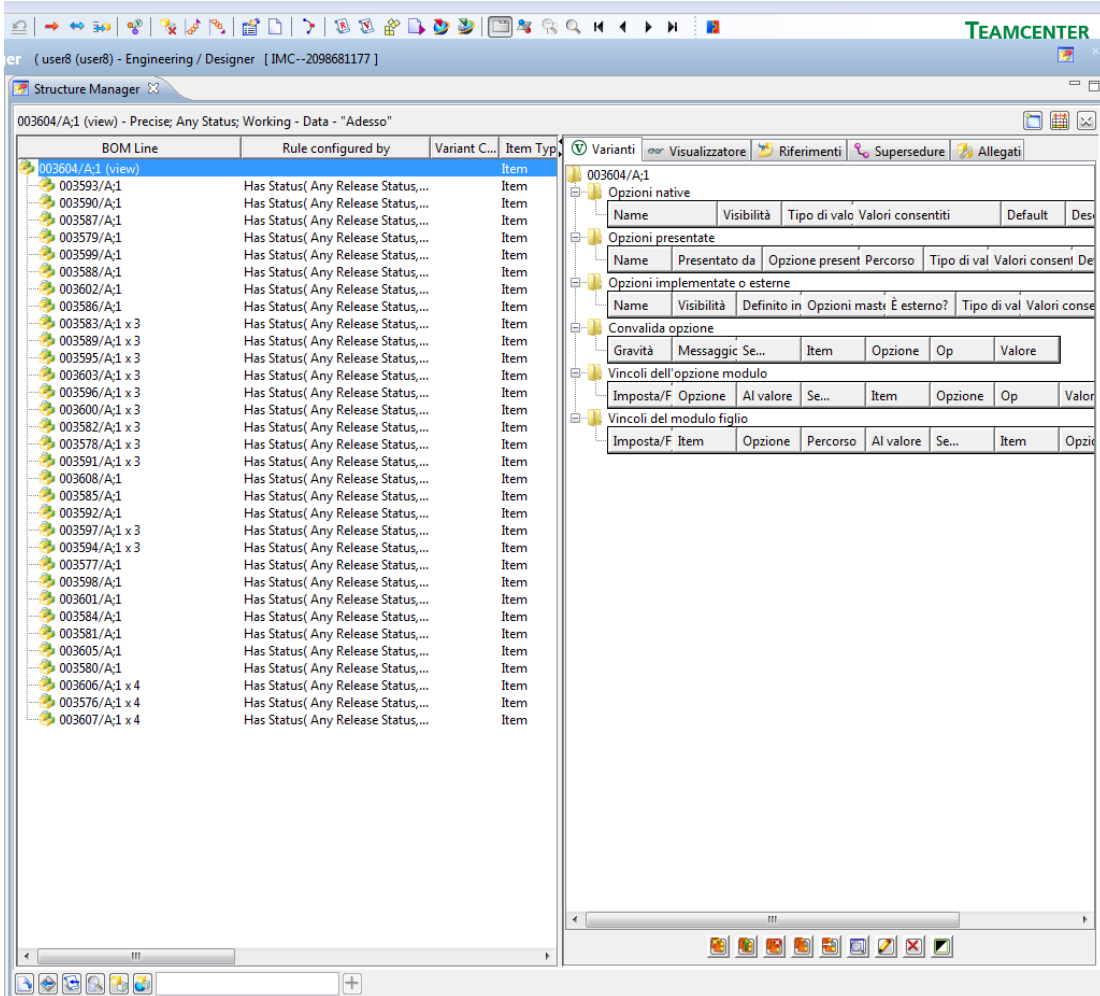 TEAMCENTER
er ( user8 (user8) - Engineering / Designer [ IMC--2098681177 ]
Structure Manager
003604/A;1 (view) - Precise; Any Status; Working - Data - "Adesso"
BOM Line Rule configured by Variant C... Item Typ
003604/A;1 (view) Item
003593/A;1 Has Status( Any Release Status,... Item
003590/A;1 Has Status( Any Release Status,... Item
003587/A;1 Has Status( Any Release Status,... Item
003579/A;1 Has Status( Any Release Status,... Item
003599/A;1 Has Status( Any Release Status,... Item
003588/A;1 Has Status( Any Release Status,... Item
003602/A;1 Has Status( Any Release Status,... Item
003586/A;1 Has Status( Any Release Status,... Item
003583/A;1 x 3 Has Status( Any Release Status,... Item
003589/A;1 x 3 Has Status( Any Release Status,... Item
003595/A;1 x 3 Has Status( Any Release Status,... Item
003603/A;1 x 3 Has Status( Any Release Status,... Item
003596/A;1 x 3 Has Status( Any Release Status,... Item
003600/A;1 x 3 Has Status( Any Release Status,... Item
003582/A;1 x 3 Has Status( Any Release Status,... Item
003578/A;1 x 3 Has Status( Any Release Status,... Item
003591/A;1 x 3 Has Status( Any Release Status,... Item
003608/A;1 Has Status( Any Release Status,... Item
003585/A;1 Has Status( Any Release Status,... Item
003592/A;1 Has Status( Any Release Status,... Item
003597/A;1 x 3 Has Status( Any Release Status,... Item
003594/A;1 x 3 Has Status( Any Release Status,... Item
003577/A;1 Has Status( Any Release Status,... Item
003598/A;1 Has Status( Any Release Status,... Item
003601/A;1 Has Status( Any Release Status,... Item
003584/A;1 Has Status( Any Release Status,... Item
003581/A;1 Has Status( Any Release Status,... Item
003605/A;1 Has Status( Any Release Status,... Item
003580/A;1 Has Status( Any Release Status,... Item
003606/A;1 x 4 Has Status( Any Release Status,... Item
003576/A;1 x 4 Has Status( Any Release Status,... Item
003607/A;1 x 4 Has Status( Any Release Status,... Item
Varianti Visualizzatore Riferimenti Supersedure Allegati
003604/A;1
Opzioni native
Name Visibilità Tipo di valo Valori consentiti Default Des
Opzioni presentate
Name Presentato da Opzione present Percorso Tipo di val Valori consent De
Opzioni implementate o esterne
Name Visibilità Definito in Opzioni maste È esterno? Tipo di val Valori conse
Convalida opzione
Gravità Messaggio Se... Item Opzione Op Valore
Vincoli dell'opzione modulo
Imposta/F Opzione Al valore Se... Item Opzione Op Valor
Vincoli del modulo figlio
Imposta/F Item Opzione Percorso Al valore Se... Item Opzio